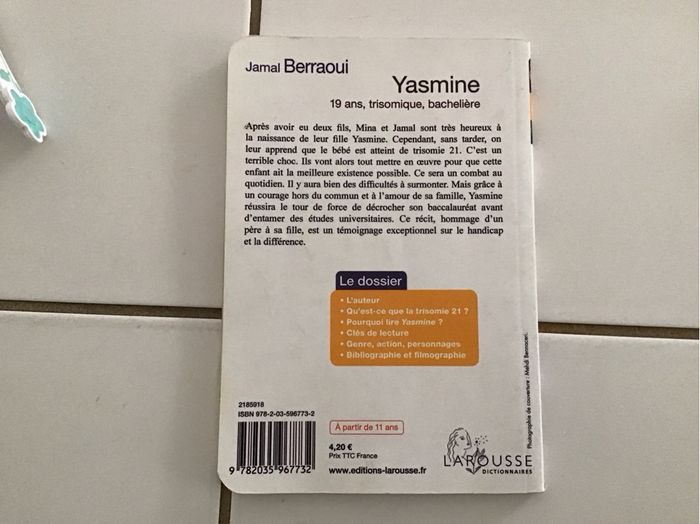 Jamal Berraoui
Yasmine
19 ans, trisomique, bachelière
Après avoir eu deux fils, Mina et Jamal sont très heureux à
la naissance de leur fille Yasmine. Cependant, sans tarder, on
leur apprend que le bébé est atteint de trisomie 21. C'est un
terrible choc. Ils vont alors tout mettre en œuvre pour que cette
enfant ait la meilleure existence possible. Ce sera un combat au
quotidien. Il y aura bien des difficultés à surmonter. Mais grâce à
un courage hors du commun et à l'amour de sa famille, Yasmine
réussira le tour de force de décrocher son baccalauréat avant
d'entamer des études universitaires. Ce récit, hommage d'un
père à sa fille, est un témoignage exceptionnel sur le handicap
et la différence.
Le dossier
• L'auteur
• Qu'est-ce que la trisomie 21 ?
• Pourquoi lire Yasmine ?
• Clés de lecture
• Genre, action, personnages
• Bibliographie et filmographie
2185918
ISBN 978-2-03-596773-2
9 782035 967732
À partir de 11 ans
4,20 €
Prix TTC France
www.editions-larousse.fr
LAROUSSE
DICTIONNAIRES
Photographie de couverture : Mehdi Bennaceri.